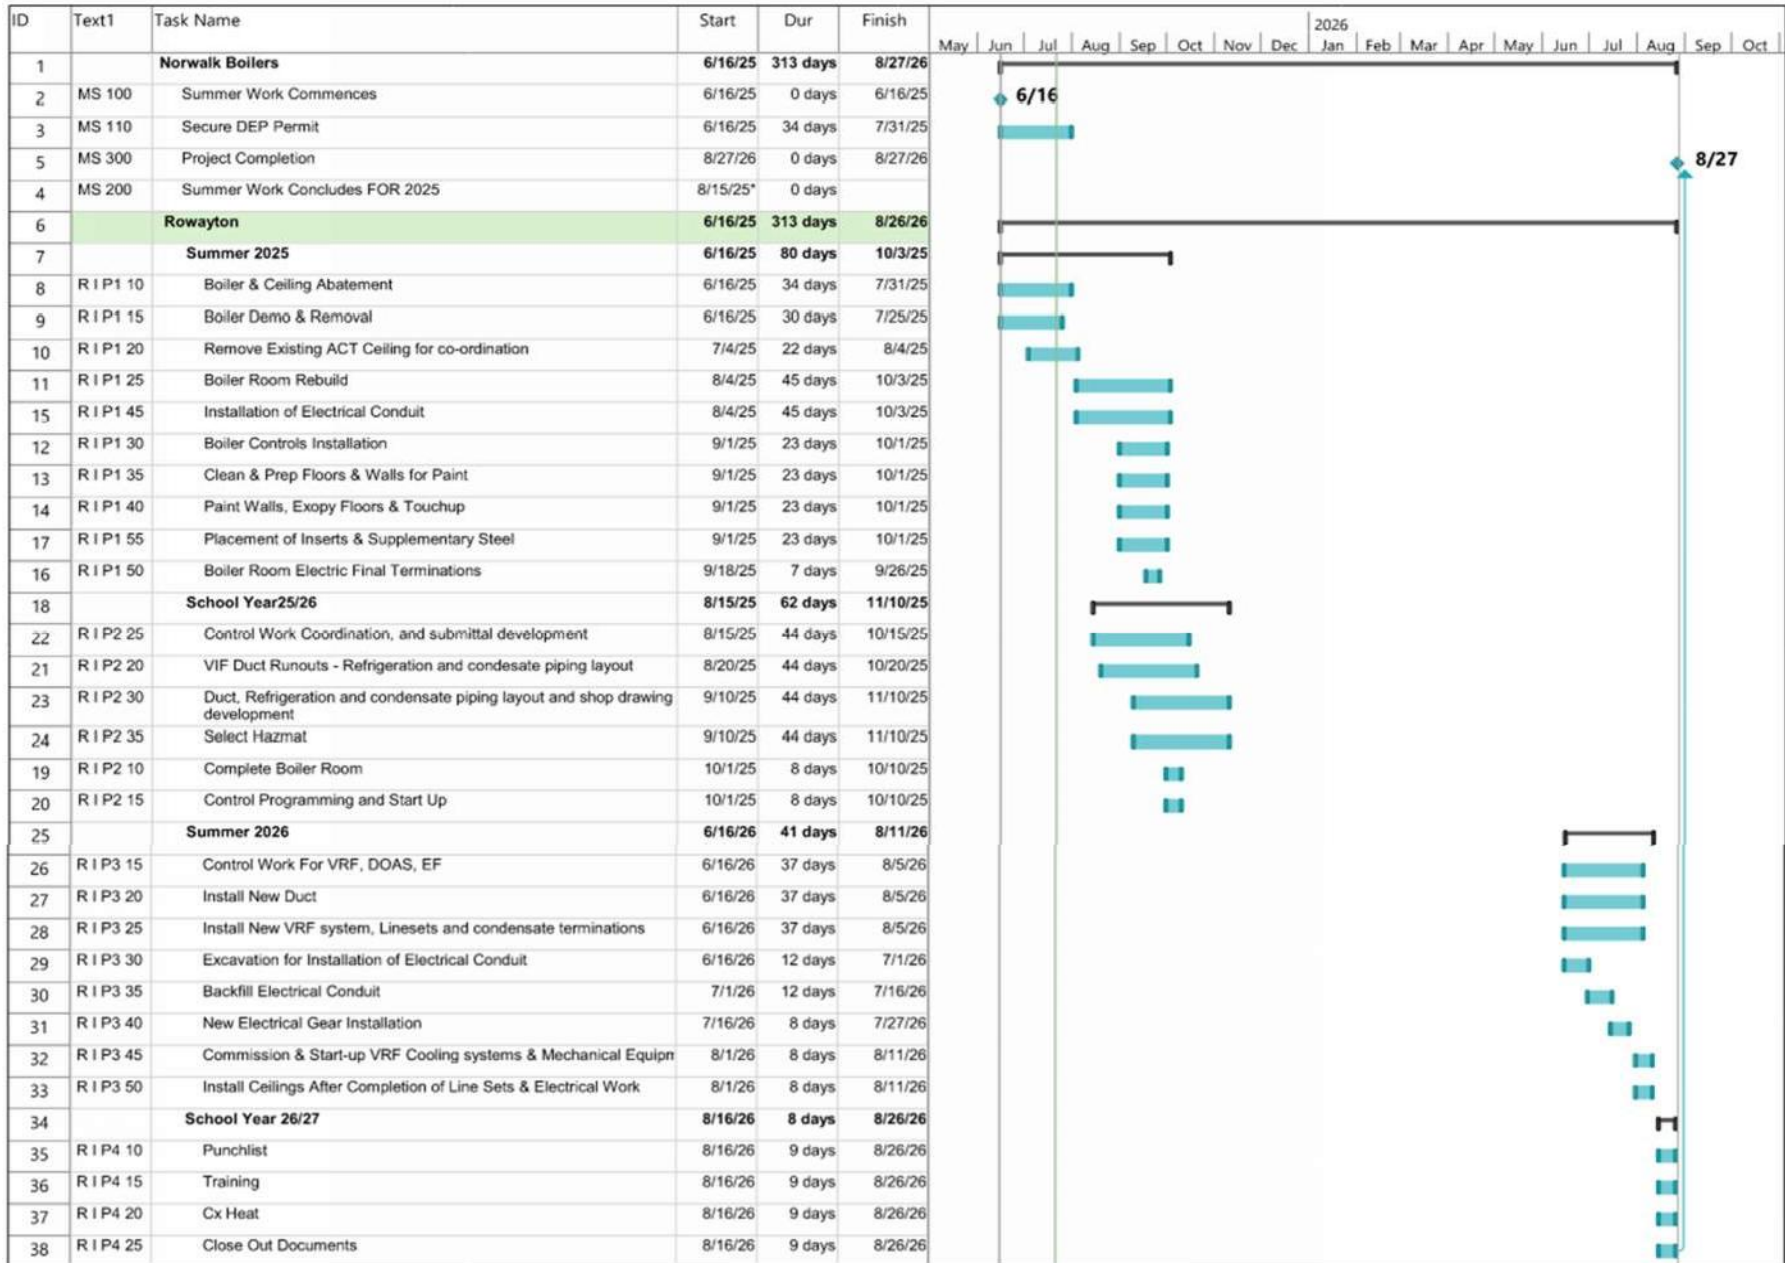 ID Text1 Task Name Start Dur Finish
2026
May Jun Jul Aug Sep Oct Nov Dec Jan Feb Mar Apr May Jun Jul Aug Sep Oct
1 Norwalk Boilers 6/16/25 313 days 8/27/26
2 MS 100 Summer Work Commences 6/16/25 0 days 6/16/25 6/16
3 MS 110 Secure DEP Permit 6/16/25 34 days 7/31/25
5 MS 300 Project Completion 8/27/26 0 days 8/27/26 8/27
4 MS 200 Summer Work Concludes FOR 2025 8/15/25* 0 days
6 Rowayton 6/16/25 313 days 8/26/26
7 Summer 2025 6/16/25 80 days 10/3/25
8 R I P1 10 Boiler & Ceiling Abatement 6/16/25 34 days 7/31/25
9 R I P1 15 Boiler Demo & Removal 6/16/25 30 days 7/25/25
10 R I P1 20 Remove Existing ACT Ceiling for co-ordination 7/4/25 22 days 8/4/25
11 R I P1 25 Boiler Room Rebuild 8/4/25 45 days 10/3/25
15 R I P1 45 Installation of Electrical Conduit 8/4/25 45 days 10/3/25
12 R I P1 30 Boiler Controls Installation 9/1/25 23 days 10/1/25
13 R I P1 35 Clean & Prep Floors & Walls for Paint 9/1/25 23 days 10/1/25
14 R I P1 40 Paint Walls, Exopy Floors & Touchup 9/1/25 23 days 10/1/25
17 R I P1 55 Placement of Inserts & Supplementary Steel 9/1/25 23 days 10/1/25
16 R I P1 50 Boiler Room Electric Final Terminations 9/18/25 7 days 9/26/25
18 School Year25/26 8/15/25 62 days 11/10/25
22 R I P2 25 Control Work Coordination, and submittal development 8/15/25 44 days 10/15/25
21 R I P2 20 VIF Duct Runouts - Refrigeration and condesate piping layout 8/20/25 44 days 10/20/25
23 R I P2 30 Duct, Refrigeration and condensate piping layout and shop drawing 9/10/25 44 days 11/10/25
development
24 R I P2 35 Select Hazmat 9/10/25 44 days 11/10/25
19 R I P2 10 Complete Boiler Room 10/1/25 8 days 10/10/25
20 R I P2 15 Control Programming and Start Up 10/1/25 8 days 10/10/25
25 Summer 2026 6/16/26 41 days 8/11/26
26 R I P3 15 Control Work For VRF, DOAS, EF 6/16/26 37 days 8/5/26
27 R I P3 20 Install New Duct 6/16/26 37 days 8/5/26
28 R I P3 25 Install New VRF system, Linesets and condensate terminations 6/16/26 37 days 8/5/26
29 R I P3 30 Excavation for Installation of Electrical Conduit 6/16/26 12 days 7/1/26
30 R I P3 35 Backfill Electrical Conduit 7/1/26 12 days 7/16/26
31 R I P3 40 New Electrical Gear Installation 7/16/26 8 days 7/27/26
32 R I P3 45 Commission & Start-up VRF Cooling systems & Mechanical Equipm 8/1/26 8 days 8/11/26
33 R I P3 50 Install Ceilings After Completion of Line Sets & Electrical Work 8/1/26 8 days 8/11/26
34 School Year 26/27 8/16/26 8 days 8/26/26
35 R I P4 10 Punchlist 8/16/26 9 days 8/26/26
36 R I P4 15 Training 8/16/26 9 days 8/26/26
37 R I P4 20 Cx Heat 8/16/26 9 days 8/26/26
38 R I P4 25 Close Out Documents 8/16/26 9 days 8/26/26